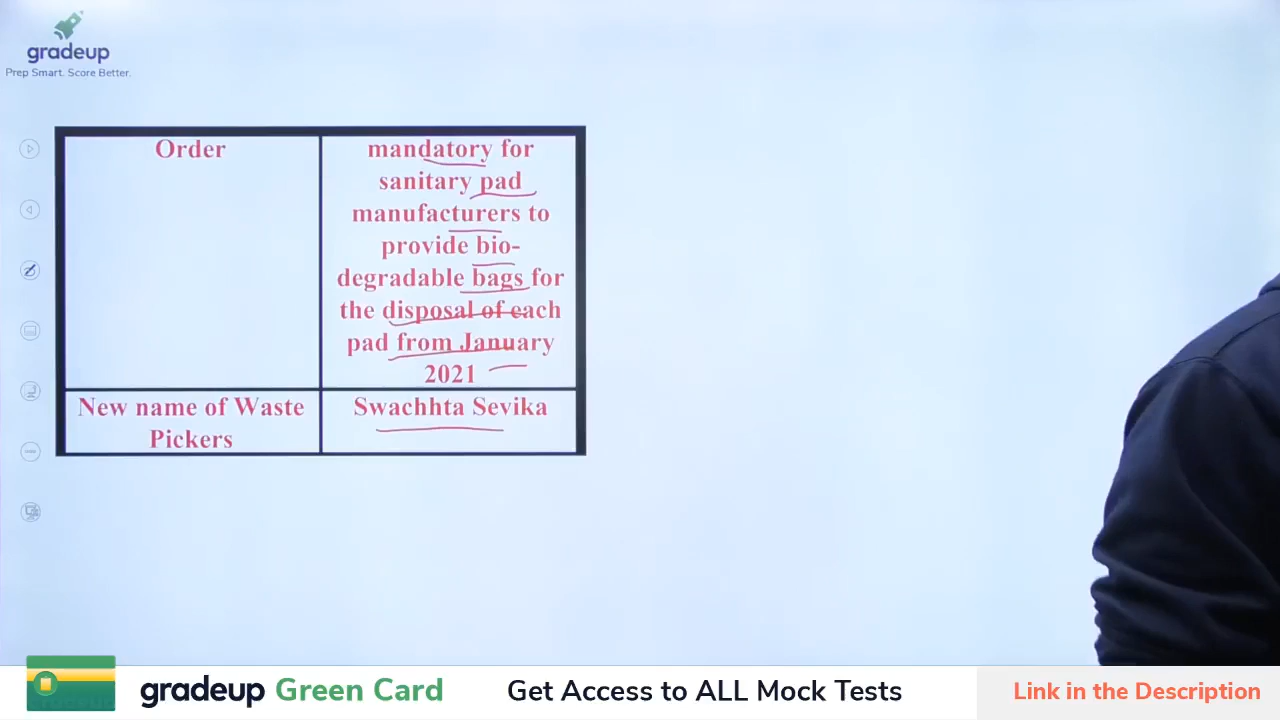 gradeup
Prep Smart. Score Better.
Order
mandatory for
sanitary pad
manufacturers to
provide bio-
degradable bags for
the disposal of each
pad from January
2021
New name of Waste
Pickers
Swachhta Sevika
gradeup Green Card
Get Access to ALL Mock Tests
Link in the Description